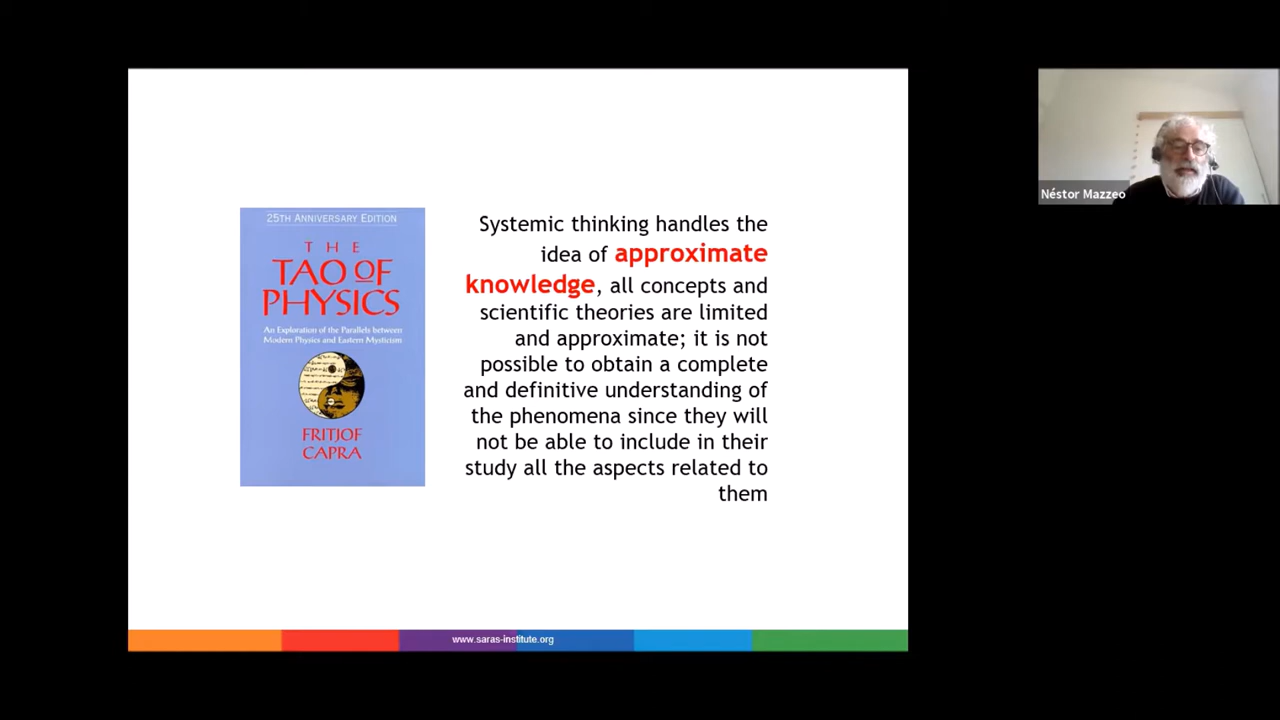 25TH ANNIVERSARY EDITION
THE
TAO OF
PHYSICS
An Exploration of the Parallels between
Modern Physics and Eastern Mysticism
FRITJOF
CAPRA
Systemic thinking handles the
idea of approximate
knowledge, all concepts and
scientific theories are limited
and approximate; it is not
possible to obtain a complete
and definitive understanding of
the phenomena since they will
not be able to include in their
study all the aspects related to
them
www.saras-institute.org
Néstor Mazzeo